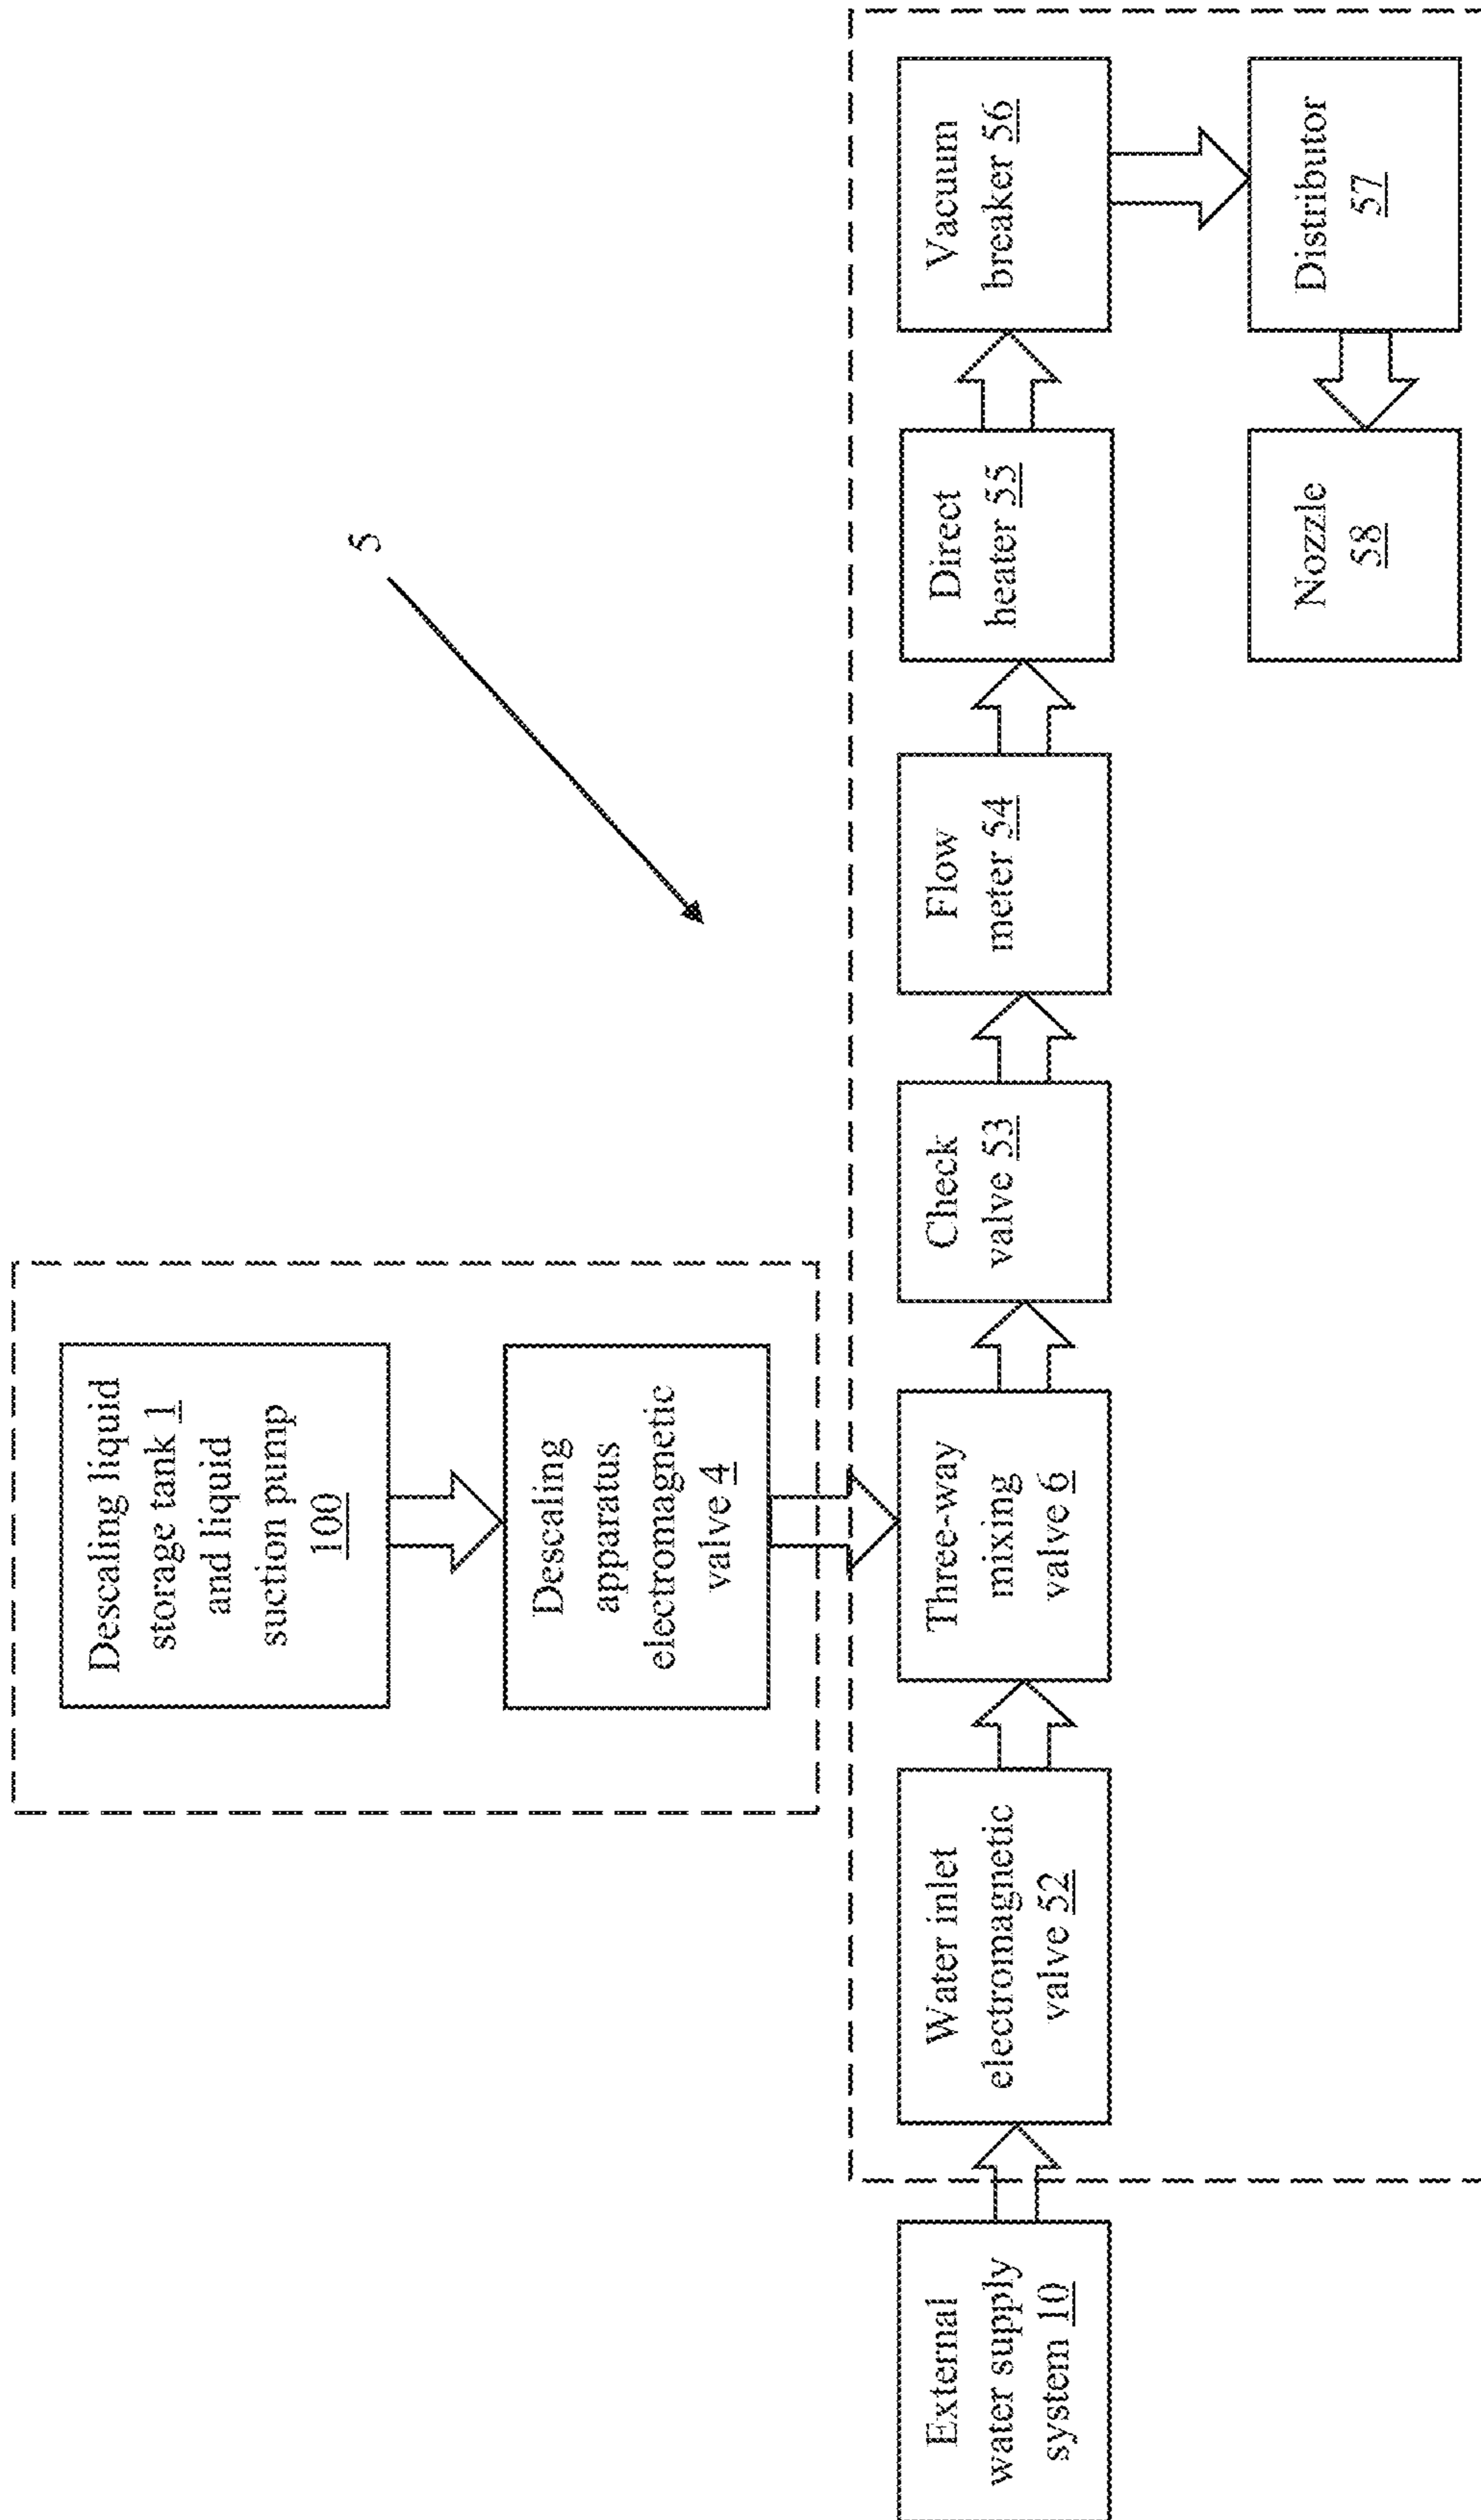 5
Descaling liquid
storage tank 1
and liquid
suction pump
100
Descaling
apparatus
electromagnetic
valve 4
External
water supply
system 10
Water inlet
electromagnetic
valve 52
Three-way
mixing
valve 6
Check
valve 53
Flow
meter 54
Direct
heater 55
Vacuum
breaker 56
Distributor
57
Nozzle
58